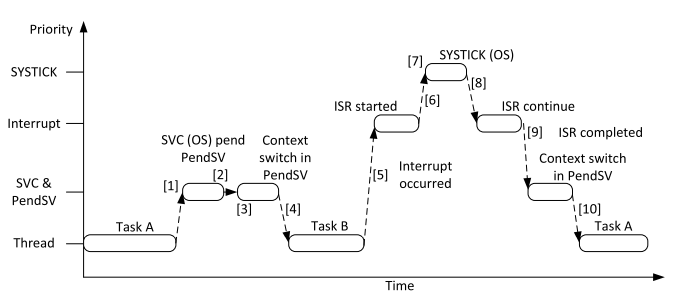 Priority
SYSTICK (OS)
[7]
SYSTICK
[8]
[6]
ISR started
ISR continue
Interrupt
[9]
ISR completed
SVC (OS) pend
PendSV
Context
switch in
PendSV
Context switch
in PendSV
Interrupt
occurred
[5]
SVC &
PendSV
[1]
[2]
[3]
[4]
[10]
Task A
Task B
Task A
Thread
Time